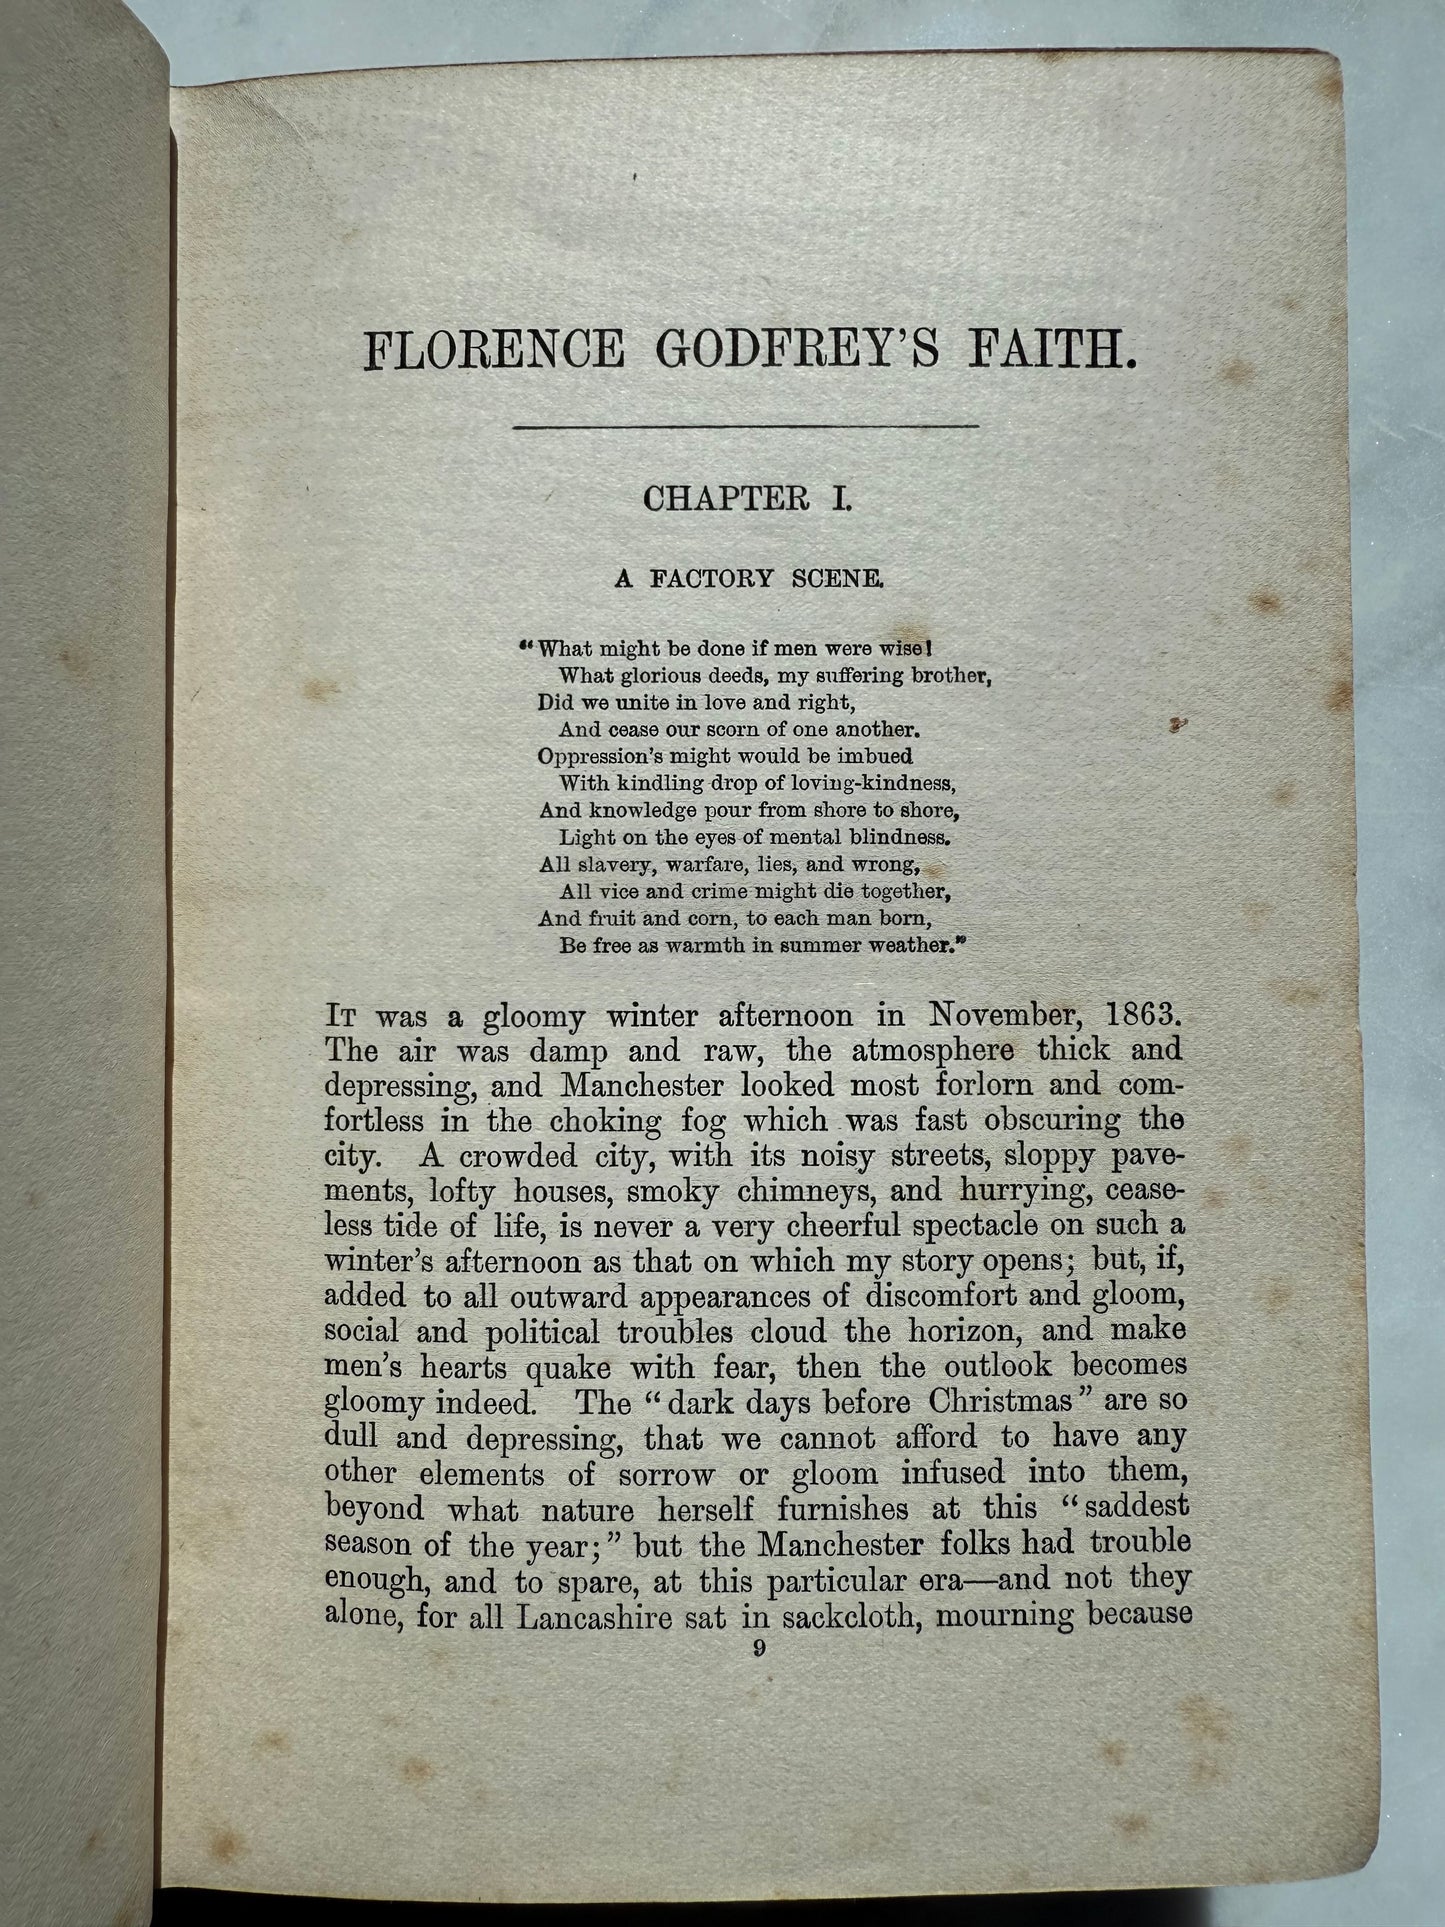 FLORENCE GODFREY'S FAITH.
CHAPTER I.
A FACTORY SCENE.
“What might be done if men were wise!
What glorious deeds, my suffering brother,
Did we unite in love and right,
And cease our scorn of one another.
Oppression's might would be imbued
With kindling drop of loving-kindness,
And knowledge pour from shore to shore,
Light on the eyes of mental blindness.
All slavery, warfare, lies, and wrong,
All vice and crime might die together,
And fruit and corn, to each man born,
Be free as warmth in summer weather.”
IT was a gloomy winter afternoon in November, 1863.
The air was damp and raw, the atmosphere thick and
depressing, and Manchester looked most forlorn and com-
fortless in the choking fog which was fast obscuring the
city. A crowded city, with its noisy streets, sloppy pave-
ments, lofty houses, smoky chimneys, and hurrying, cease-
less tide of life, is never a very cheerful spectacle on such a
winter's afternoon as that on which my story opens; but, if,
added to all outward appearances of discomfort and gloom,
social and political troubles cloud the horizon, and make
men's hearts quake with fear, then the outlook becomes
gloomy indeed. The “dark days before Christmas” are so
dull and depressing, that we cannot afford to have any
other elements of sorrow or gloom infused into them,
beyond what nature herself furnishes at this “saddest
season of the year;” but the Manchester folks had trouble
enough, and to spare, at this particular era—and not they
alone, for all Lancashire sat in sackcloth, mourning because
9